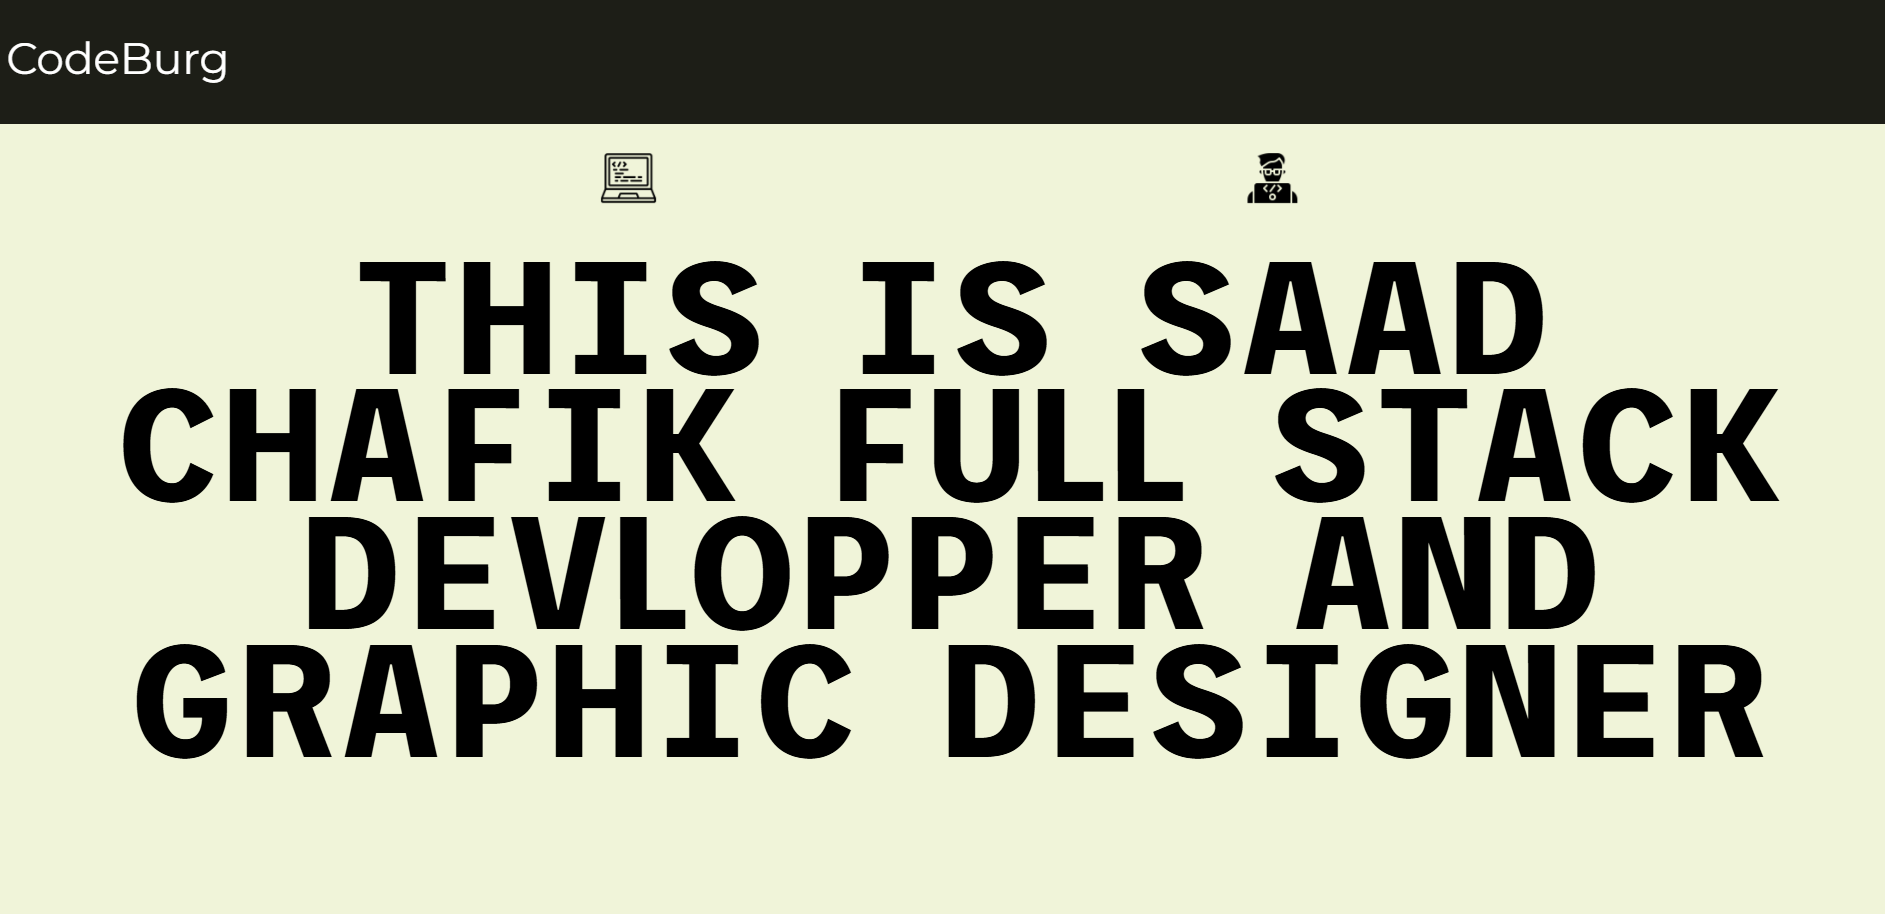 CodeBurg
THIS IS SAAD
CHAFIK FULL STACK
DEVLOPPER AND
GRAPHIC DESIGNER